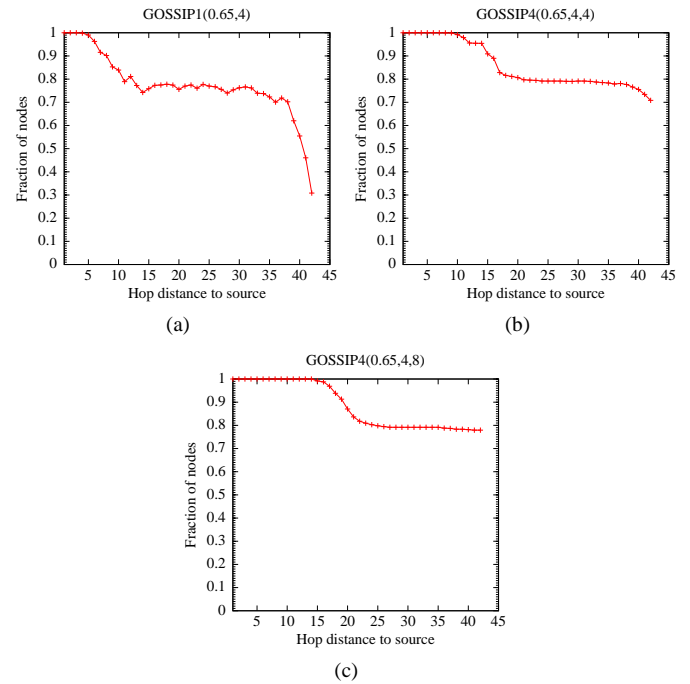 GOSSIP1(0.65,4)
1
0.9
0.8
0.7
0.6
0.5
0.4
0.3
0.2
0.1
0
Fraction of nodes
5 10 15 20 25 30 35 40 45
Hop distance to source
(a)
GOSSIP4(0.65,4,4)
1
0.9
0.8
0.7
0.6
0.5
0.4
0.3
0.2
0.1
0
Fraction of nodes
5 10 15 20 25 30 35 40 45
Hop distance to source
(b)
GOSSIP4(0.65,4,8)
1
0.9
0.8
0.7
0.6
0.5
0.4
0.3
0.2
0.1
0
Fraction of nodes
5 10 15 20 25 30 35 40 45
Hop distance to source
(c)